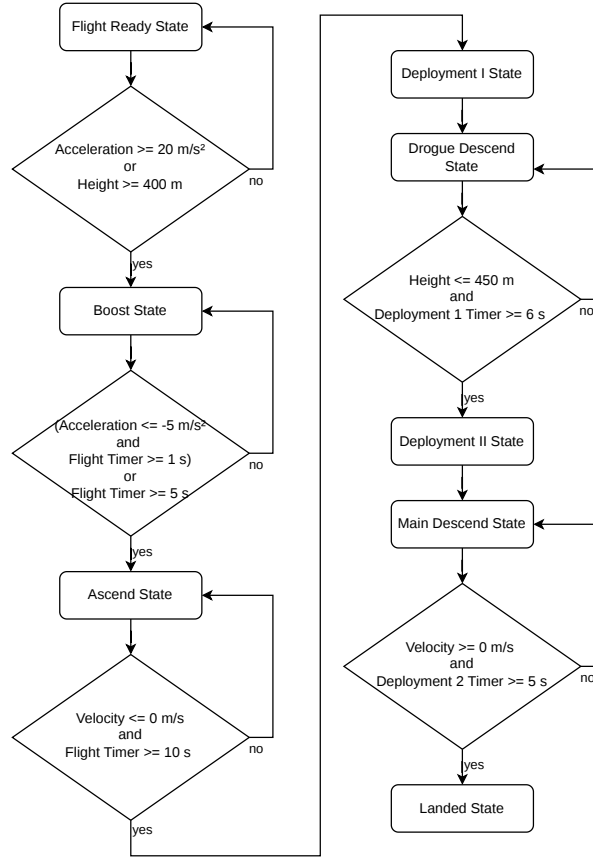 Flight Ready State
Acceleration >= 20 m/s²
or
Height >= 400 m
no
yes
Boost State
(Acceleration <= -5 m/s²
and
Flight Timer >= 1 s)
or
Flight Timer >= 5 s
no
yes
Ascend State
Velocity <= 0 m/s
and
Flight Timer >= 10 s
no
yes
Deployment I State
Drogue Descend
State
Height <= 450 m
and
Deployment 1 Timer >= 6 s
no
yes
Deployment II State
Main Descend State
Velocity >= 0 m/s
and
Deployment 2 Timer >= 5 s
no
yes
Landed State